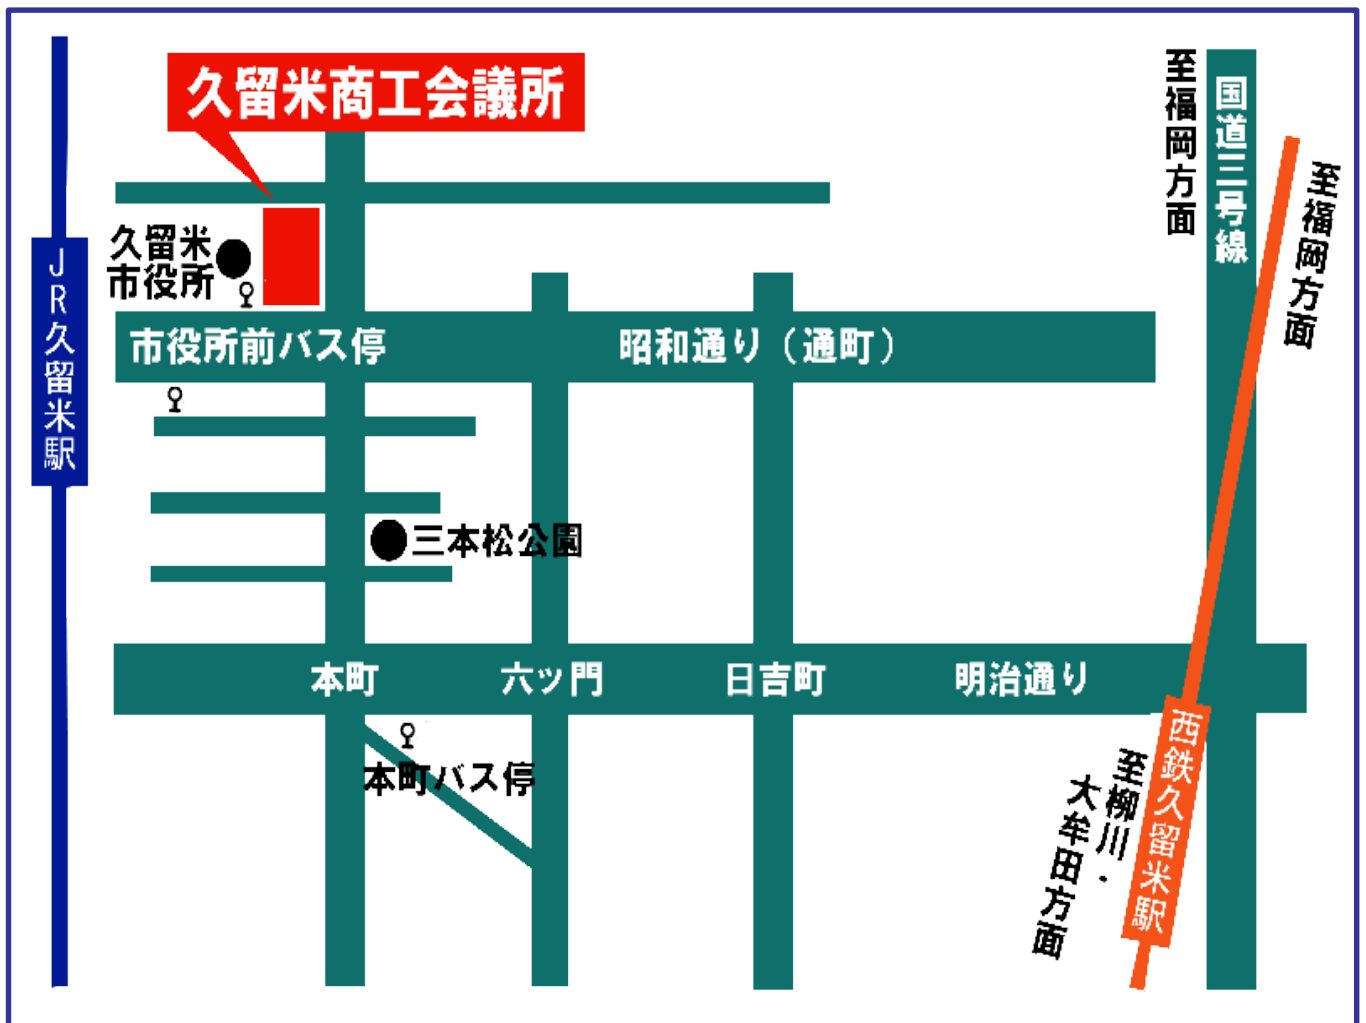 久留米商工会議所
至福岡方面
国道三号線
至福岡方面
久留米
市役所
JR久留米駅
市役所前バス停
昭和通り（通町）
三本松公園
本町
六ッ門
日吉町
明治通り
本町バス停
西鉄久留米駅
至柳川・
大牟田方面